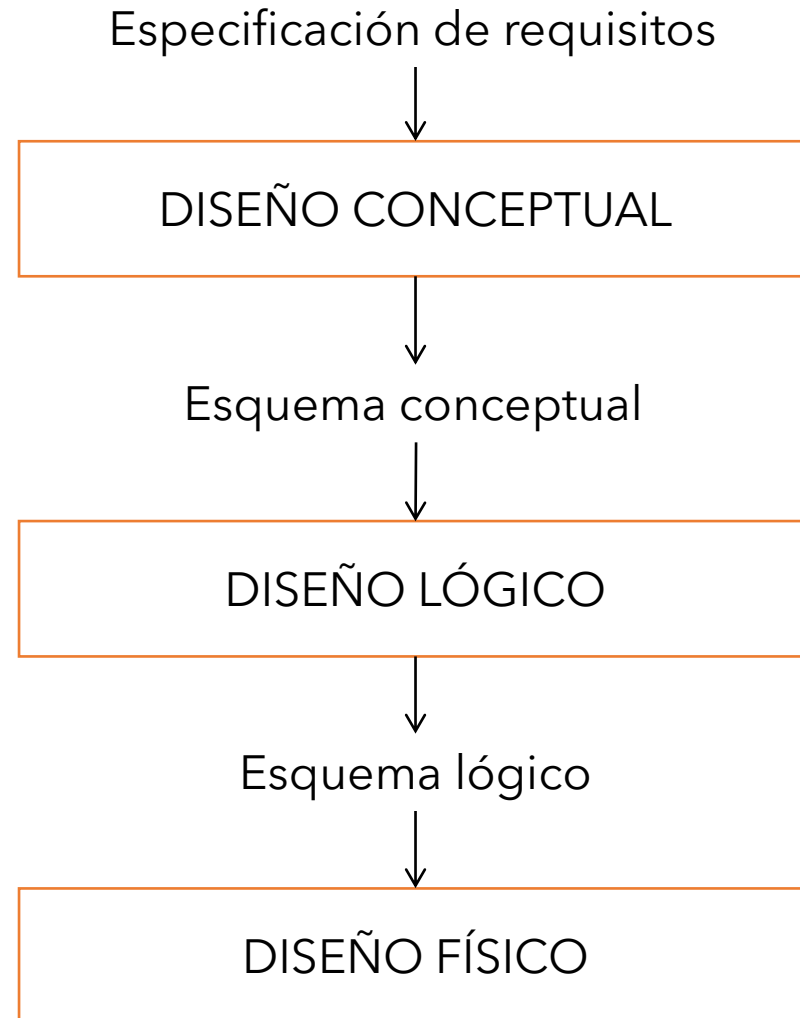 Especificación de requisitos
DISEÑO CONCEPTUAL
Esquema conceptual
DISEÑO LÓGICO
Esquema lógico
DISEÑO FÍSICO